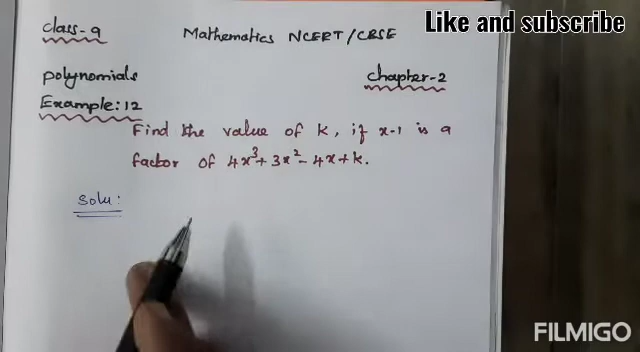 Like and subscribe
Class-9 Mathematics NCERT/CBSE
Polynomials Chapter-2
Example:12
Find the value of k, if x-1 is a
factor of 4x³+3x²-4x+k.
Solu:
FILMIGO